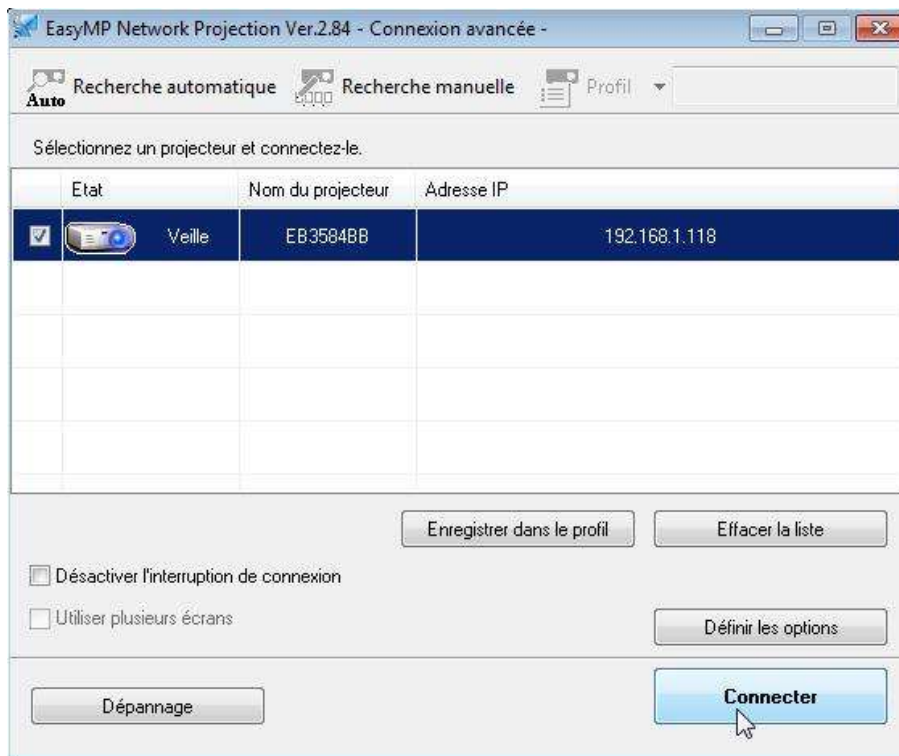 EasyMP Network Projection Ver.2.84 - Connexion avancée -
Auto Recherche automatique Recherche manuelle Profil
Sélectionnez un projecteur et connectez-le.
Etat Nom du projecteur Adresse IP
Veille EB3584BB 192.168.1.118
Enregistrer dans le profil Effacer la liste
Désactiver l'interruption de connexion
Utiliser plusieurs écrans
Définir les options
Dépannage Connecter